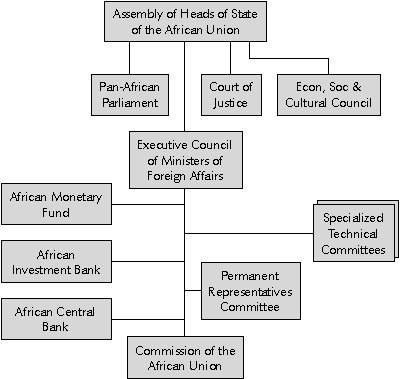 Assembly of Heads of State
of the African Union
Pan-African
Parliament
Court of
Justice
Econ, Soc &
Cultural Council
Executive Council
of Ministers of
Foreign Affairs
African Monetary
Fund
Specialized
Technical
Committees
African
Investment Bank
Permanent
Representatives
Committee
African Central
Bank
Commission of the
African Union